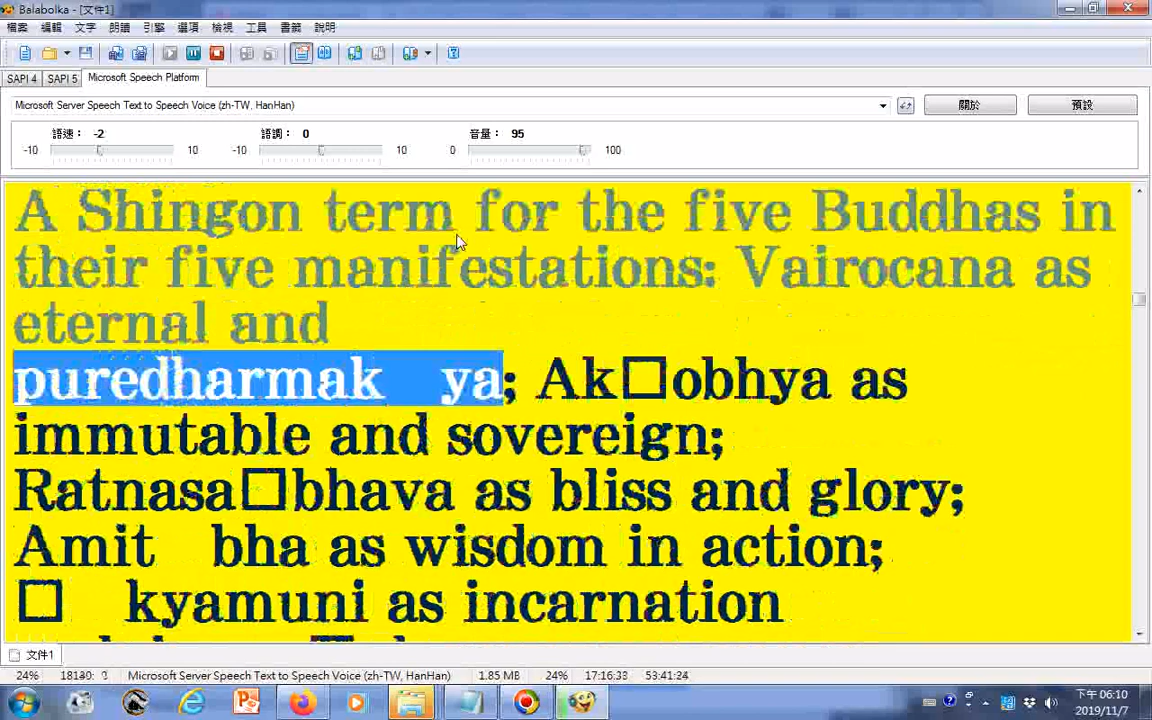 Balabolka - [文件1]
檔案 編輯 文字 朗讀 引擎 選項 檢視 工具 書籤 說明
SAPI 4 SAPI 5 Microsoft Speech Platform
Microsoft Server Speech Text to Speech Voice (zh-TW, HanHan)
關於 預設
語速： -2 語調： 0 音量： 95
-10 10 -10 10 0 100
A Shingon term for the five Buddhas in
their five manifestations: Vairocana as
eternal and
puredharmak ya; Ak□obhya as
immutable and sovereign;
Ratnasa□bhava as bliss and glory;
Amit bha as wisdom in action;
□ kyamuni as incarnation
文件1
24% Microsoft Server Speech Text to Speech Voice (zh-TW, HanHan) 1.85 MB 24% 17:16:33 53:41:24
下午 06:10
2019/11/7